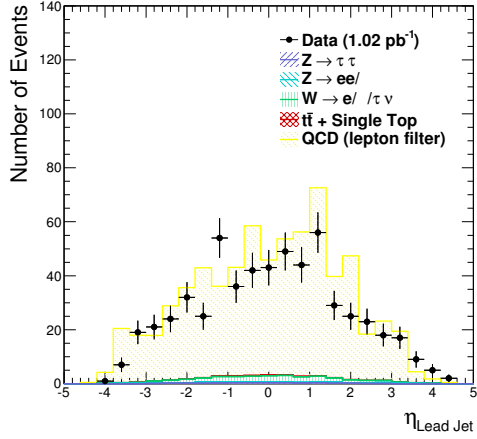 Number of Events
140
120
100
80
60
40
20
0
Data (1.02 pb⁻¹)
Z → τ τ
Z → ee/
W → e/ /τ ν
tt̄ + Single Top
QCD (lepton filter)
-5 -4 -3 -2 -1 0 1 2 3 4 5
η Lead Jet